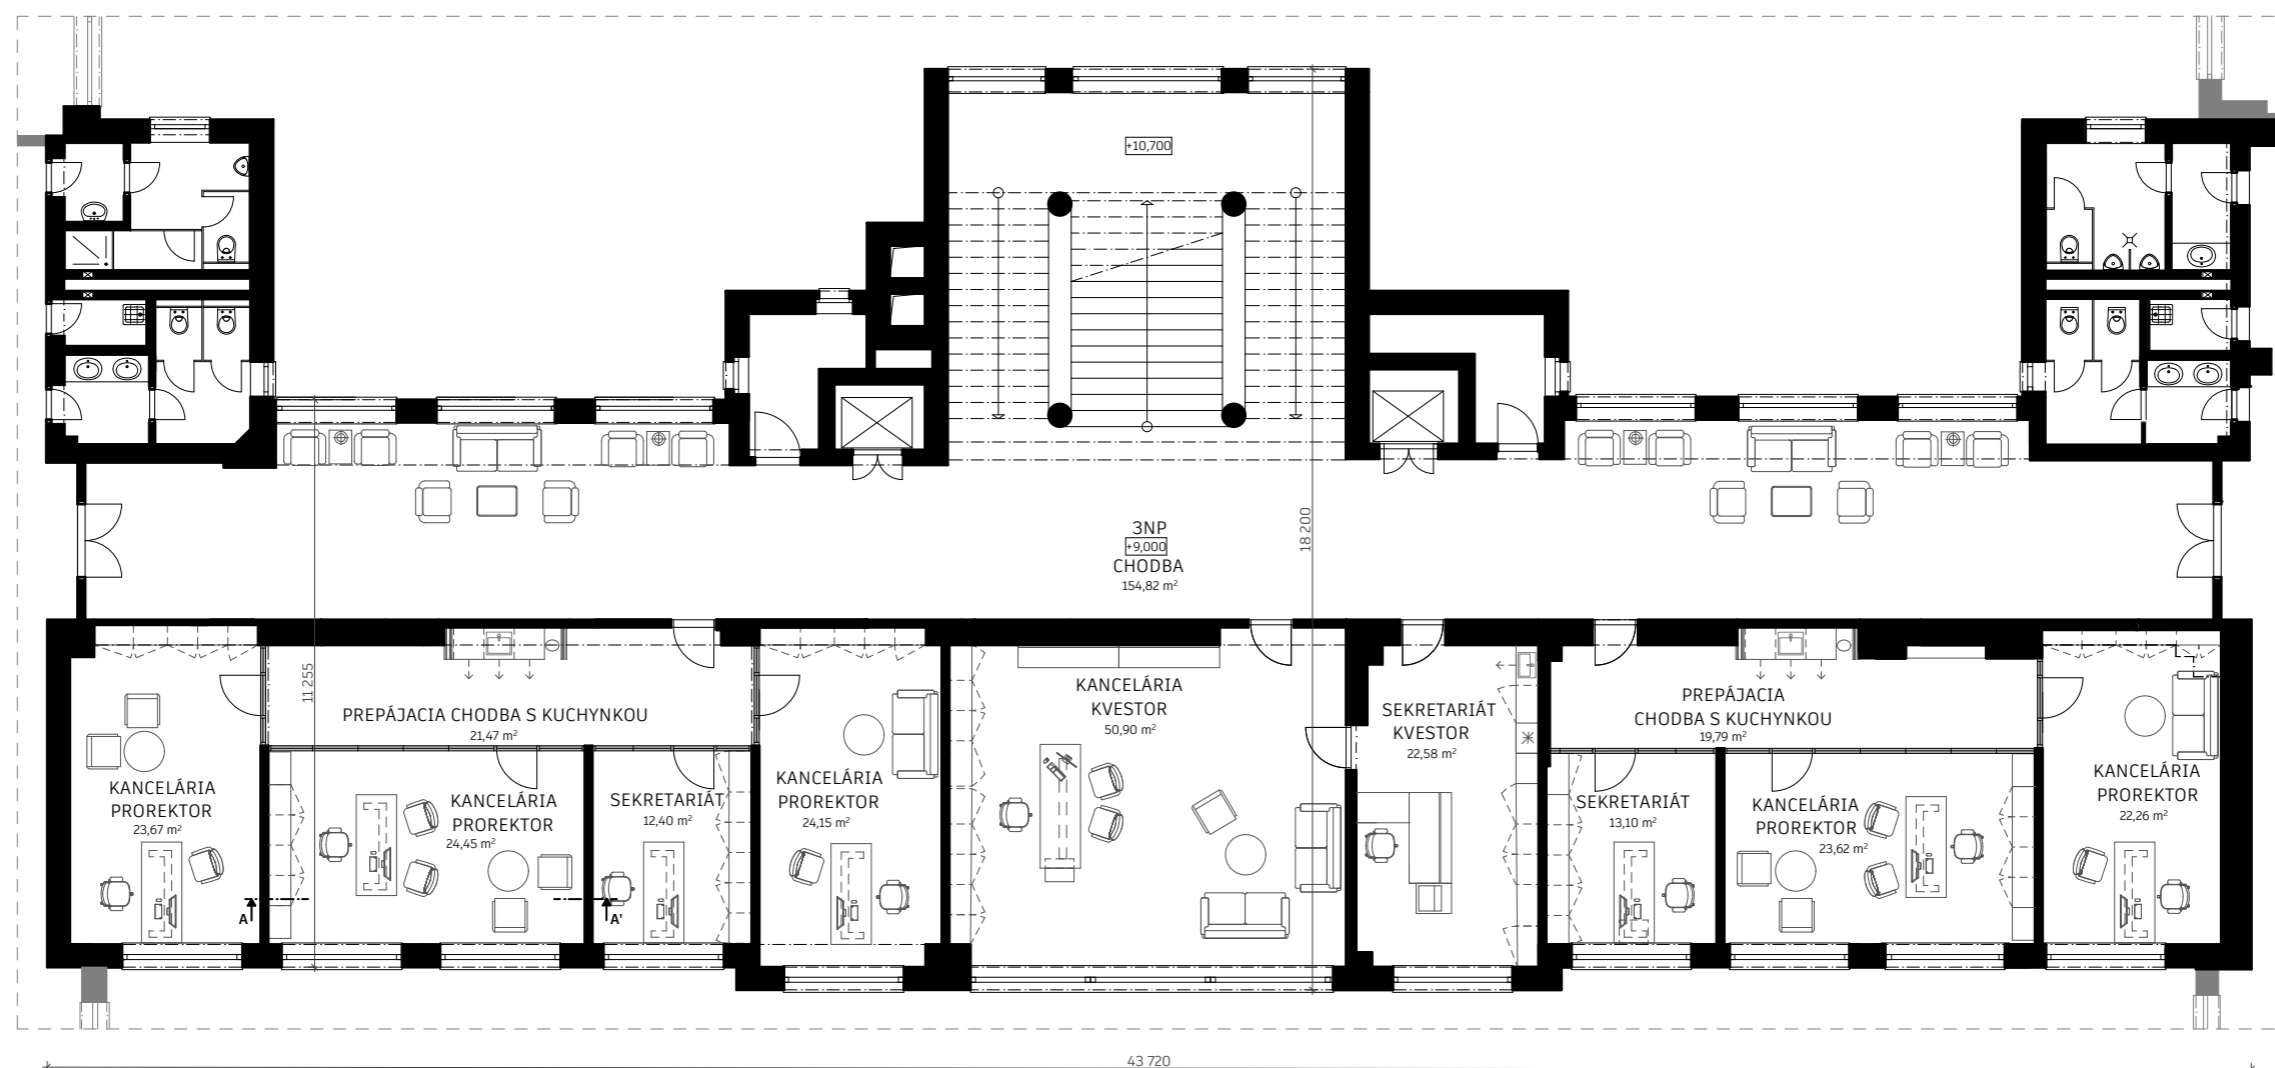 +10,700
3NP
+9,000
CHODBA
154,82 m²
18 200
11 255
PREPÁJACIA CHODBA S KUCHYNKOU
21,47 m²
KANCELÁRIA
KVESTOR
50,90 m²
SEKRETARIÁT
KVESTOR
22,58 m²
PREPÁJACIA
CHODBA S KUCHYNKOU
19,79 m²
KANCELÁRIA
PROREKTOR
23,67 m²
KANCELÁRIA
PROREKTOR
24,45 m²
SEKRETARIÁT
12,40 m²
KANCELÁRIA
PROREKTOR
24,15 m²
SEKRETARIÁT
13,10 m²
KANCELÁRIA
PROREKTOR
23,62 m²
KANCELÁRIA
PROREKTOR
22,26 m²
A
A'
43 720